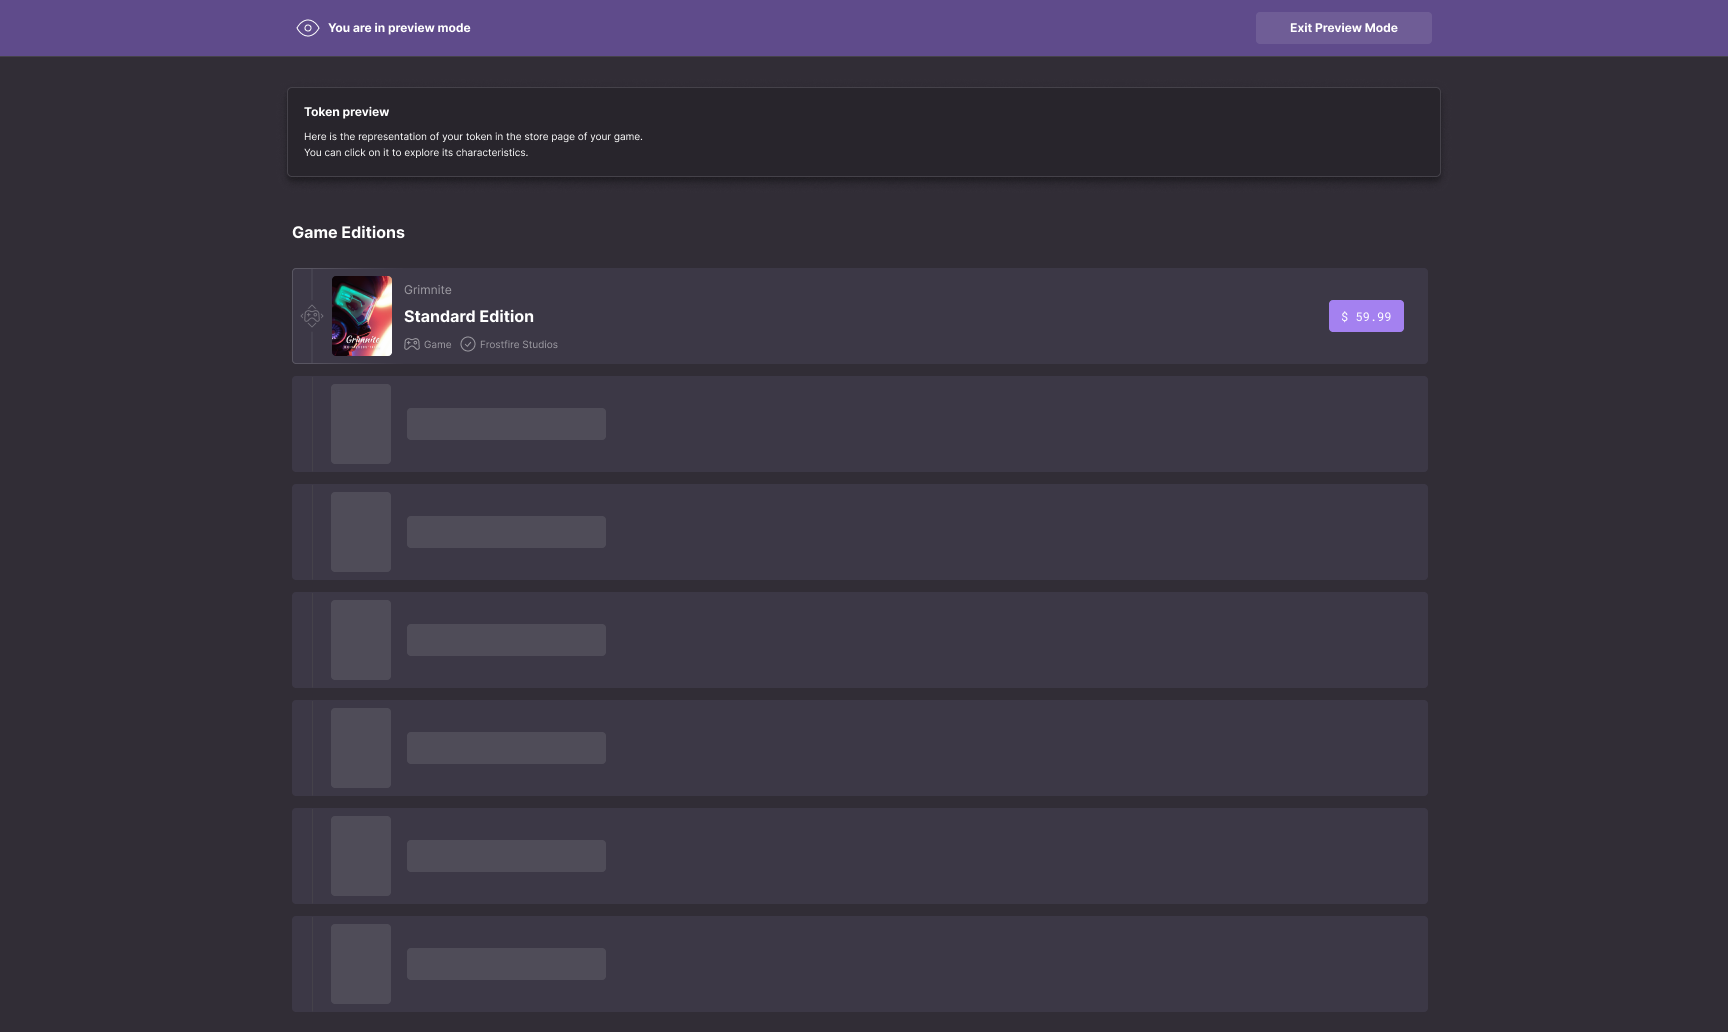 You are in preview mode
Exit Preview Mode
Token preview
Here is the representation of your token in the store page of your game.
You can click on it to explore its characteristics.
Game Editions
Grimnite
Grimnite
Standard Edition
$ 59.99
Game
Frostfire Studios